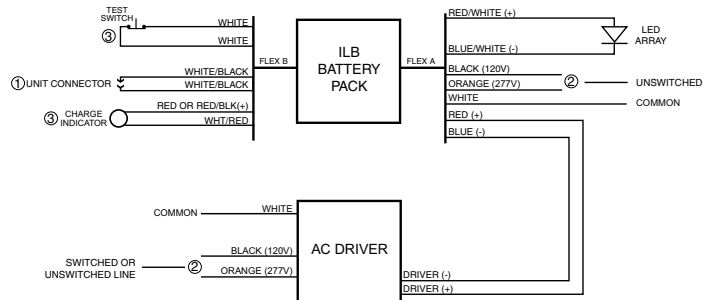 TEST
SWITCH
③
WHITE
WHITE
① UNIT CONNECTOR
WHITE/BLACK
WHITE/BLACK
③ CHARGE
INDICATOR
RED OR RED/BLK(+)
WHT/RED
FLEX B
ILB
BATTERY
PACK
FLEX A
RED/WHITE (+)
BLUE/WHITE (-)
LED
ARRAY
BLACK (120V)
ORANGE (277V)
② UNSWITCHED
WHITE
COMMON
RED (+)
BLUE (-)
COMMON
WHITE
SWITCHED OR
UNSWITCHED LINE
②
BLACK (120V)
ORANGE (277V)
AC DRIVER
DRIVER (-)
DRIVER (+)